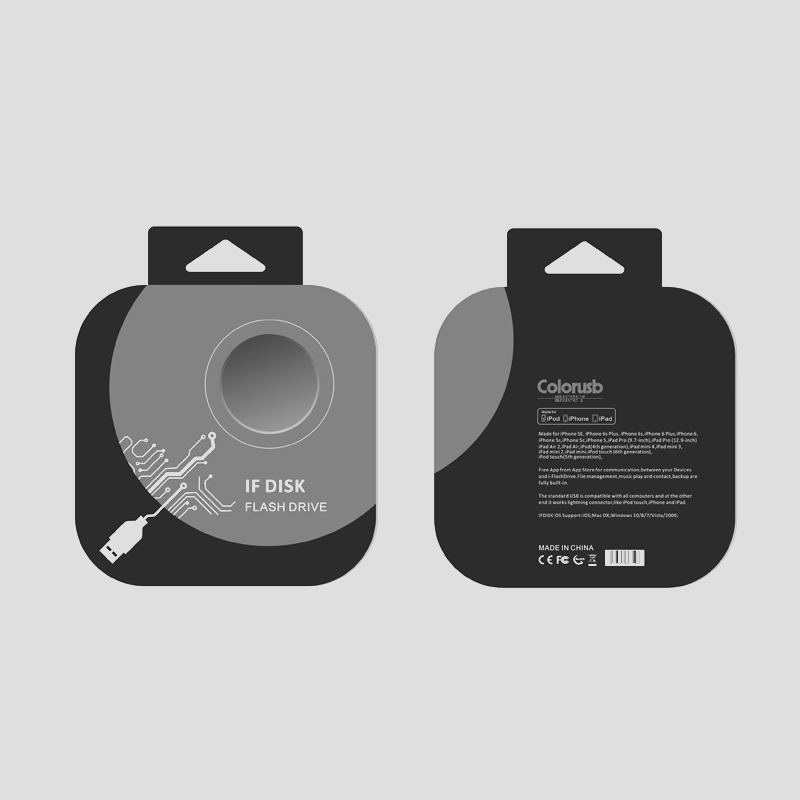 IF DISK
FLASH DRIVE
Colorusb
Made for
iPod iPhone iPad
Made for iPhone SE, iPhone 6s Plus, iPhone 6s,iPhone 6 Plus,iPhone 6,
iPhone 5s,iPhone 5c,iPhone 5,iPad Pro (9.7-inch),iPad Pro (12.9-inch)
iPad Air 2,iPad Air,iPad(4th generation),iPad mini 4,iPad mini 3,
iPad mini 2,iPad mini,iPod touch (6th generation),
iPod touch(5th generation),
Free App from App Store for communication,between your Devices
and i-FlashDrive.File management,music play and contact,backup are
fully built-in.
The standard USB is compatible with all computers and at the other
end it works lightning connector,like iPod touch,iPhone and iPad.
IFDISK:OS Support:iOS,Mac OX,Windows 10/8/7/Vista/2000;
MADE IN CHINA
CE FC